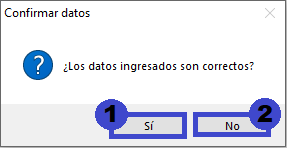 Confirmar datos
¿Los datos ingresados son correctos?
1
2
Sí
No